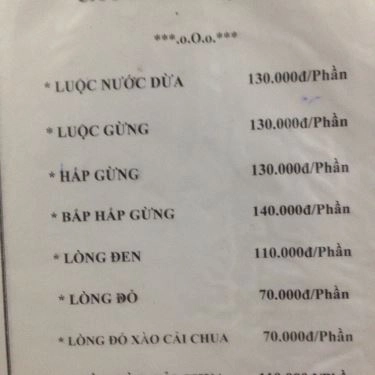 ***.o.O.o.***
* LUỘC NƯỚC DỪA 130.000đ/Phần
* LUỘC GỪNG 130.000đ/Phần
* HẤP GỪNG 130.000đ/Phần
* BẮP HẤP GỪNG 140.000đ/Phần
* LÒNG ĐEN 110.000đ/Phần
* LÒNG ĐỎ 70.000đ/Phần
* LÒNG ĐỎ XÀO CẢI CHUA 70.000đ/Phần